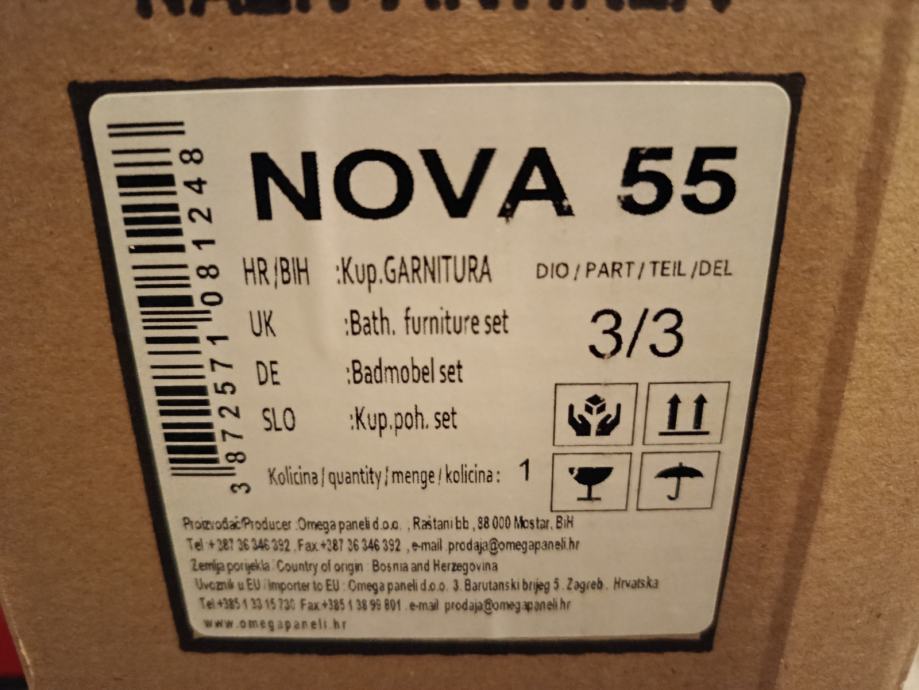 NOVA 55
HR/BIH :Kup.GARNITURA
UK :Bath. furniture set
DE :Badmobel set
SLO :Kup.poh. set
DIO / PART / TEIL /DEL
3/3
Kolicina / quantity / menge / kolicina : 1
3 872571 081248
Proizvođač/Producer :Omega paneli d.o.o. , Raštani bb , 88 000 Mostar, BiH
Tel :+387 36 346 392 , Fax.+387 36 346 392 , e-mail prodaja@omegapaneli.hr
Zemlja porijekla : Country of origin : Bosnia and Herzegovina
Uvoznik u EU / Importer to EU : Omega paneli d.o.o. 3. Barutanski brijeg 5 . Zagreb . Hrvatska
Tel:+385 1 33 15 730 Fax +385 1 38 99 801 . e-mail prodaja@omegapaneli.hr
www.omegapaneli.hr